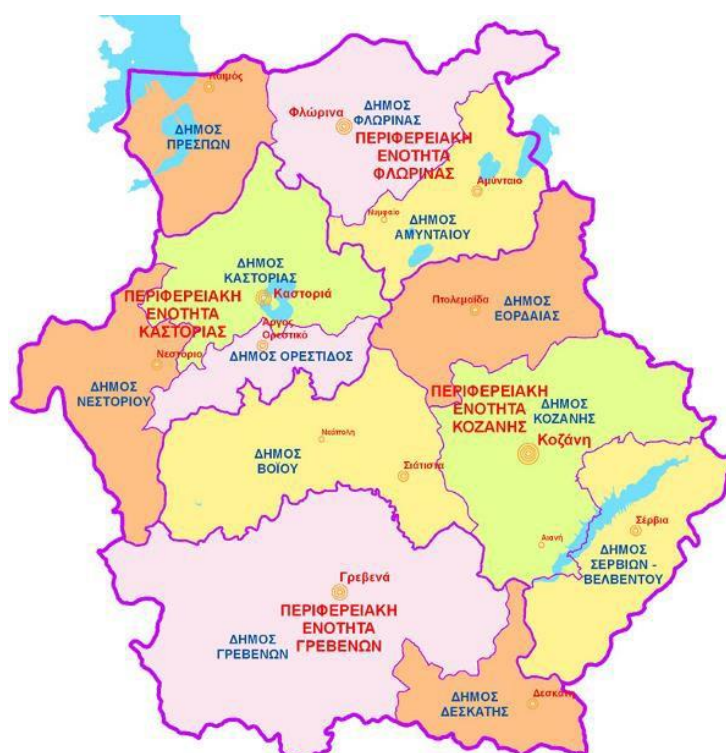 Λαιμός
ΔΗΜΟΣ
ΠΡΕΣΠΩΝ
Φλώρινα
ΔΗΜΟΣ
ΦΛΩΡΙΝΑΣ
ΠΕΡΙΦΕΡΕΙΑΚΗ
ΕΝΟΤΗΤΑ
ΦΛΩΡΙΝΑΣ
Αμύνταιο
Νυμφαίο
ΔΗΜΟΣ
ΑΜΥΝΤΑΙΟΥ
ΔΗΜΟΣ
ΚΑΣΤΟΡΙΑΣ
Καστοριά
ΠΕΡΙΦΕΡΕΙΑΚΗ
ΕΝΟΤΗΤΑ
ΚΑΣΤΟΡΙΑΣ
Πτολεμαΐδα
ΔΗΜΟΣ
ΕΟΡΔΑΙΑΣ
Άργος
Ορεστικό
ΔΗΜΟΣ ΟΡΕΣΤΙΔΟΣ
Νεστόριο
ΔΗΜΟΣ
ΝΕΣΤΟΡΙΟΥ
ΠΕΡΙΦΕΡΕΙΑΚΗ
ΕΝΟΤΗΤΑ
ΚΟΖΑΝΗΣ
ΔΗΜΟΣ
ΚΟΖΑΝΗΣ
Κοζάνη
Νεάπολη
ΔΗΜΟΣ
ΒΟΪΟΥ
Σιάτιστα
Σέρβια
Αιανή
ΔΗΜΟΣ
ΣΕΡΒΙΩΝ -
ΒΕΛΒΕΝΤΟΥ
Γρεβενά
ΠΕΡΙΦΕΡΕΙΑΚΗ
ΕΝΟΤΗΤΑ
ΓΡΕΒΕΝΩΝ
ΔΗΜΟΣ
ΓΡΕΒΕΝΩΝ
ΔΗΜΟΣ
ΔΕΣΚΑΤΗΣ
Δεσκάτη